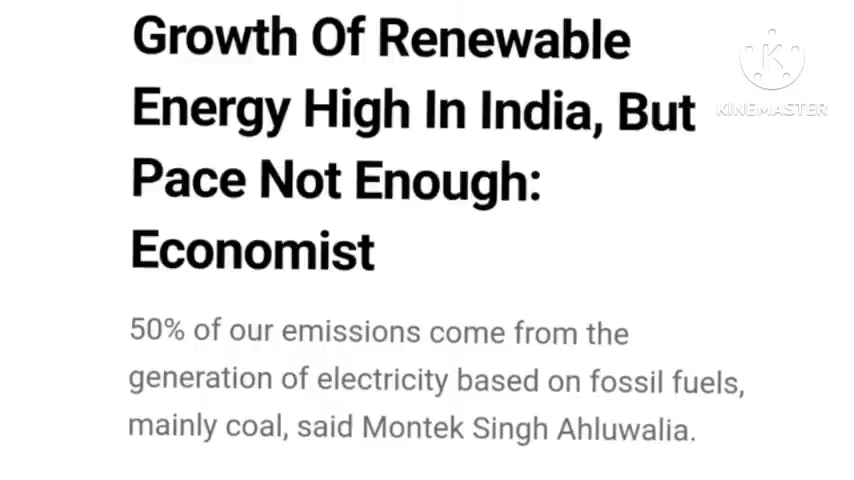 Growth Of Renewable
Energy High In India, But
Pace Not Enough:
Economist
50% of our emissions come from the
generation of electricity based on fossil fuels,
mainly coal, said Montek Singh Ahluwalia.
K
KINEMASTER